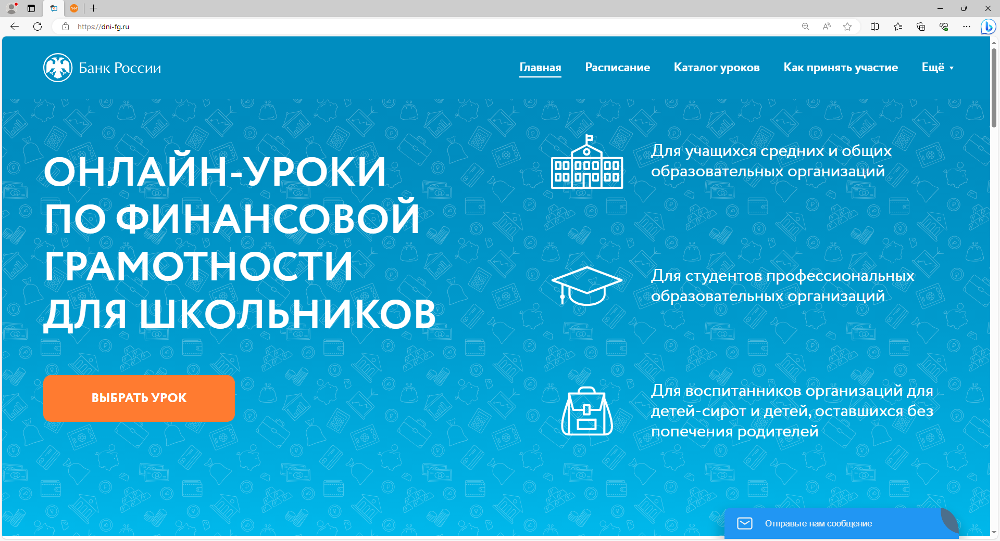 ПФГ
https://dni-fg.ru
Банк России
Главная
Расписание
Каталог уроков
Как принять участие
Ещё
ОНЛАЙН-УРОКИ
ПО ФИНАНСОВОЙ
ГРАМОТНОСТИ
ДЛЯ ШКОЛЬНИКОВ
ВЫБРАТЬ УРОК
Для учащихся средних и общих
образовательных организаций
Для студентов профессиональных
образовательных организаций
Для воспитанников организаций для
детей-сирот и детей, оставшихся без
попечения родителей
Отправьте нам сообщение